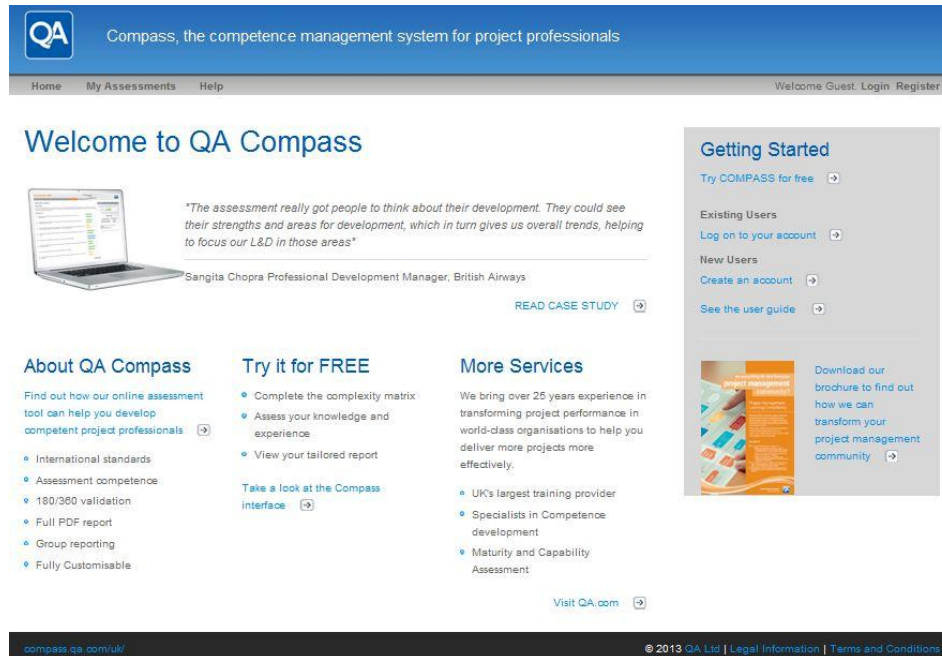 QA
Compass, the competence management system for project professionals
Home My Assessments Help
Welcome Guest. Login Register
Welcome to QA Compass
"The assessment really got people to think about their development. They could see
their strengths and areas for development, which in turn gives us overall trends, helping
to focus our L&D in those areas"
Sangita Chopra Professional Development Manager, British Airways
READ CASE STUDY
About QA Compass
Find out how our online assessment
tool can help you develop
competent project professionals
International standards
Assessment competence
180/360 validation
Full PDF report
Group reporting
Fully Customisable
Try it for FREE
Complete the complexity matrix
Assess your knowledge and
experience
View your tailored report
Take a look at the Compass
interface
More Services
We bring over 25 years experience in
transforming project performance in
world-class organisations to help you
deliver more projects more
effectively.
UK's largest training provider
Specialists in Competence
development
Maturity and Capability
Assessment
Visit QA.com
Getting Started
Try COMPASS for free
Existing Users
Log on to your account
New Users
Create an account
See the user guide
project management
Download our
brochure to find out
how we can
transform your
project management
community
compass.qa.com/uk/
© 2013 QA Ltd | Legal Information | Terms and Conditions